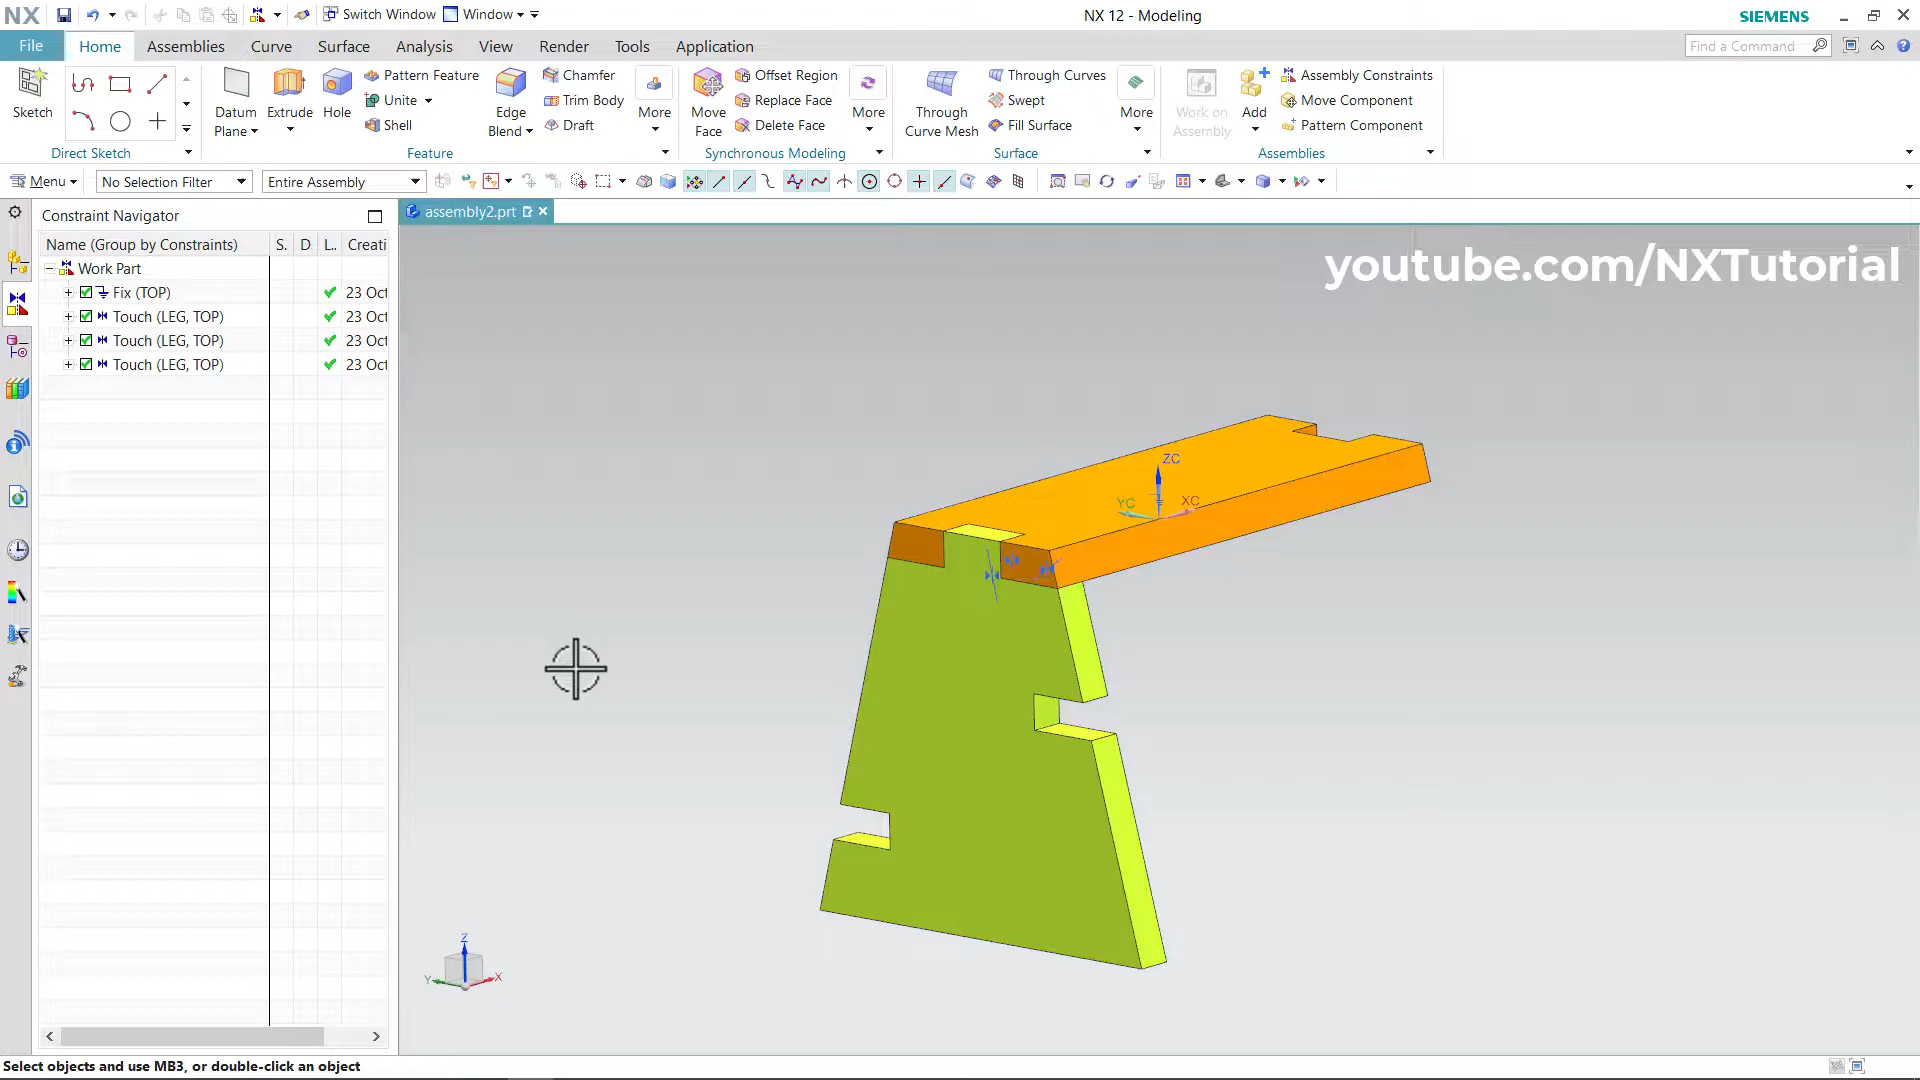 NX Switch Window Window NX 12 - Modeling SIEMENS
File Home Assemblies Curve Surface Analysis View Render Tools Application Find a Command
Sketch
Direct Sketch
Datum Plane
Extrude
Hole
Pattern Feature
Unite
Shell
Edge Blend
Chamfer
Trim Body
Draft
More
Feature
Move Face
Offset Region
Replace Face
Delete Face
More
Synchronous Modeling
Through Curve Mesh
Through Curves
Swept
Fill Surface
More
Surface
Work on Assembly
Add
Assembly Constraints
Move Component
Pattern Component
Assemblies
Menu No Selection Filter Entire Assembly
Constraint Navigator
assembly2.prt
Name (Group by Constraints) S. D L.. Creati
Work Part
Fix (TOP) 23 Oct
Touch (LEG, TOP) 23 Oct
Touch (LEG, TOP) 23 Oct
Touch (LEG, TOP) 23 Oct
youtube.com/NXTutorial
ZC
YC
XC
Z
Y
X
Select objects and use MB3, or double-click an object